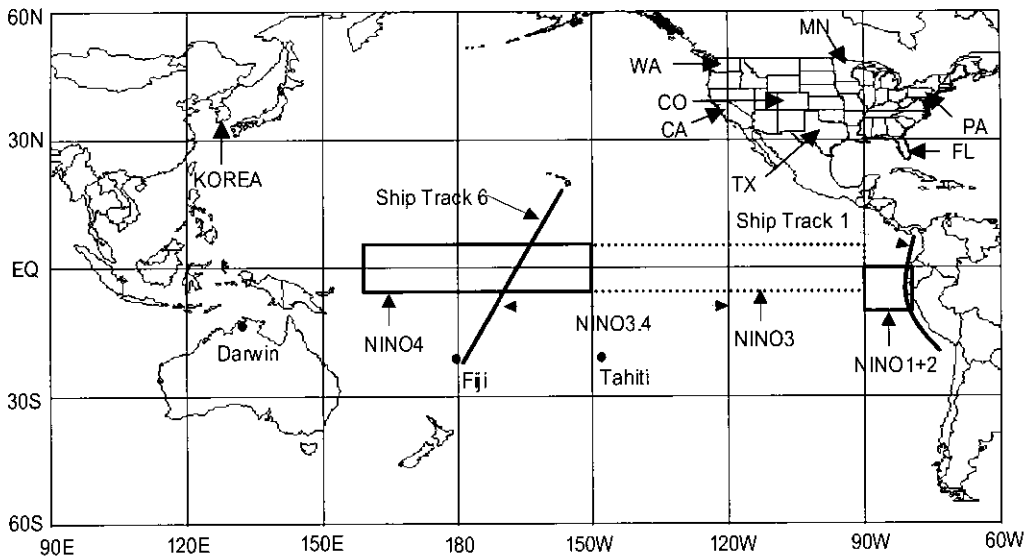 60N
MN
WA
CO
CA
PA
30N
FL
KOREA
TX
Ship Track 6
Ship Track 1
EQ
NINO4
NINO3.4
NINO3
NINO1+2
Darwin
Fiji
Tahiti
30S
60S
90E
120E
150E
180
150W
120W
90W
60W